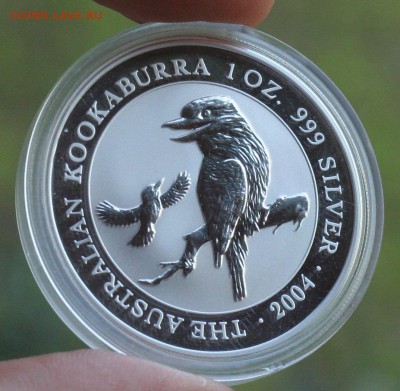 THE AUSTRALIAN KOOKABURRA 1 OZ. 999 SILVER · 2004 ·